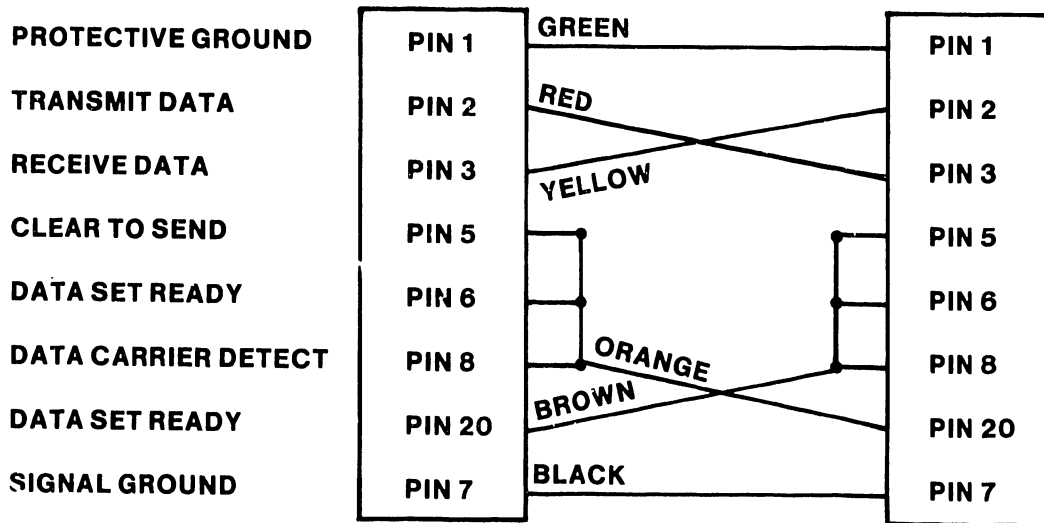 PROTECTIVE GROUND PIN 1 GREEN PIN 1
TRANSMIT DATA PIN 2 RED PIN 2
RECEIVE DATA PIN 3 YELLOW PIN 3
CLEAR TO SEND PIN 5 PIN 5
DATA SET READY PIN 6 PIN 6
DATA CARRIER DETECT PIN 8 ORANGE PIN 8
DATA SET READY PIN 20 BROWN PIN 20
SIGNAL GROUND PIN 7 BLACK PIN 7